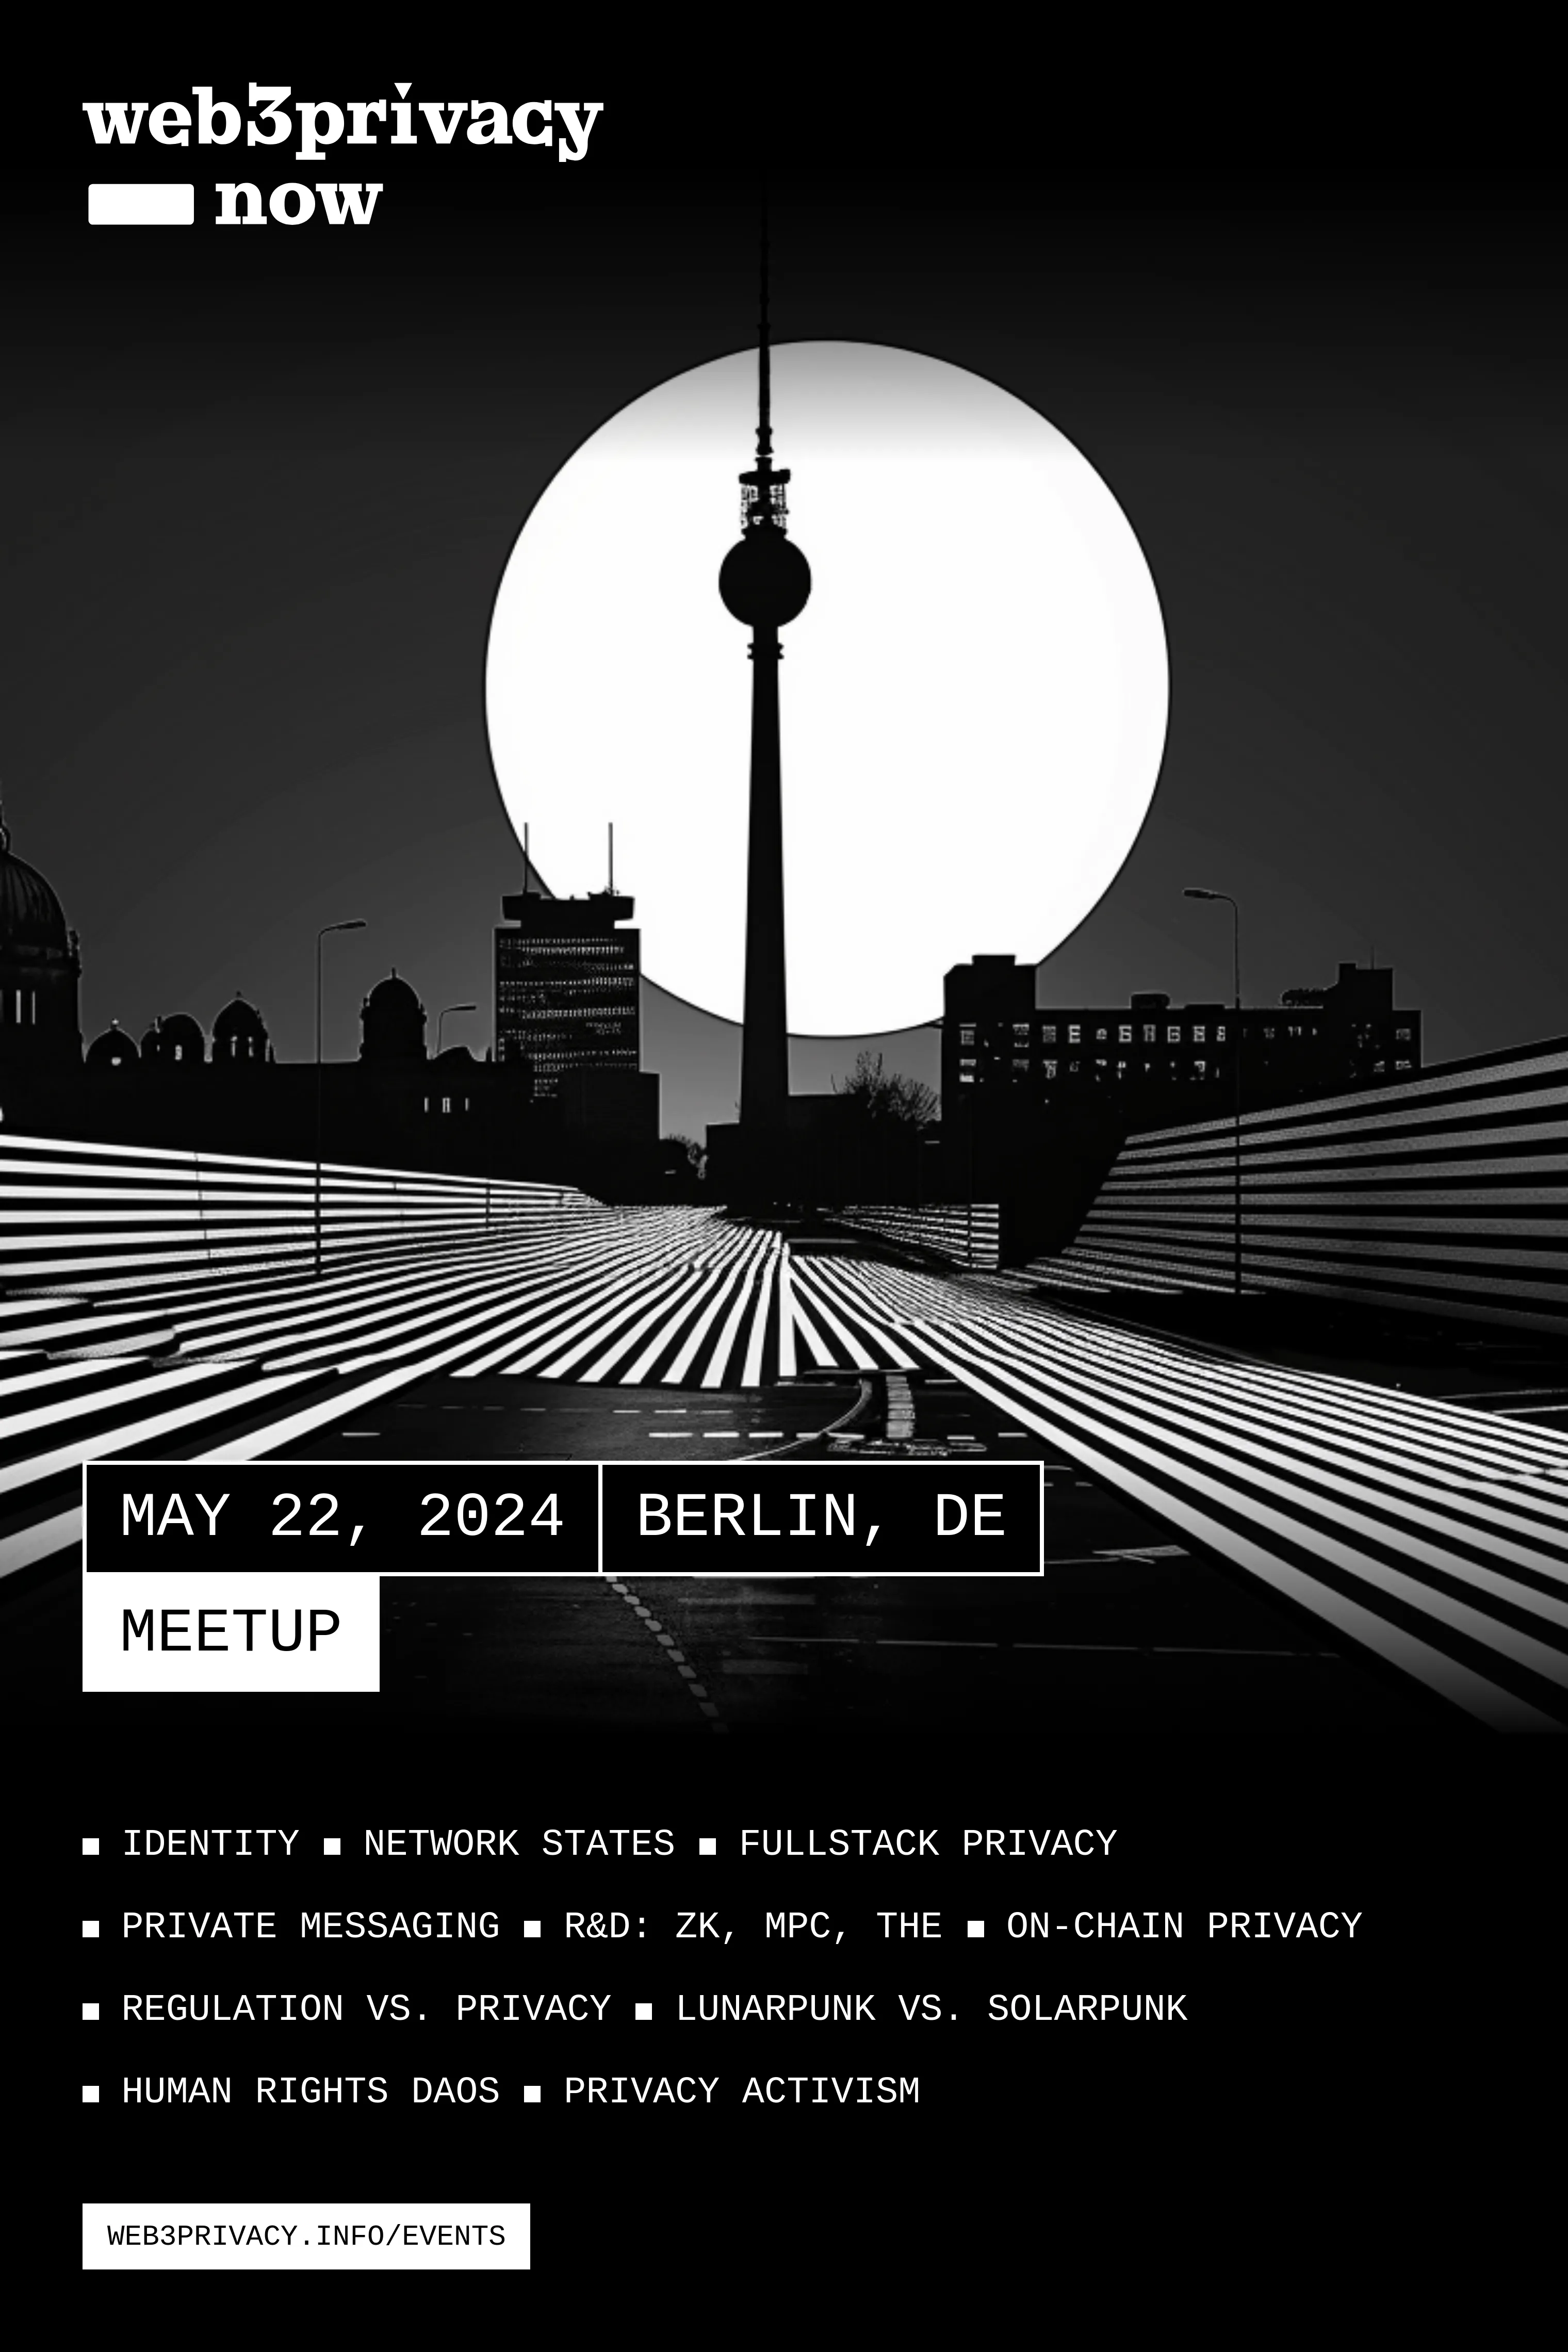 web3privacy
now
MAY 22, 2024 BERLIN, DE
MEETUP
▪ IDENTITY ▪ NETWORK STATES ▪ FULLSTACK PRIVACY
▪ PRIVATE MESSAGING ▪ R&D: ZK, MPC, THE ▪ ON-CHAIN PRIVACY
▪ REGULATION VS. PRIVACY ▪ LUNARPUNK VS. SOLARPUNK
▪ HUMAN RIGHTS DAOS ▪ PRIVACY ACTIVISM
WEB3PRIVACY.INFO/EVENTS